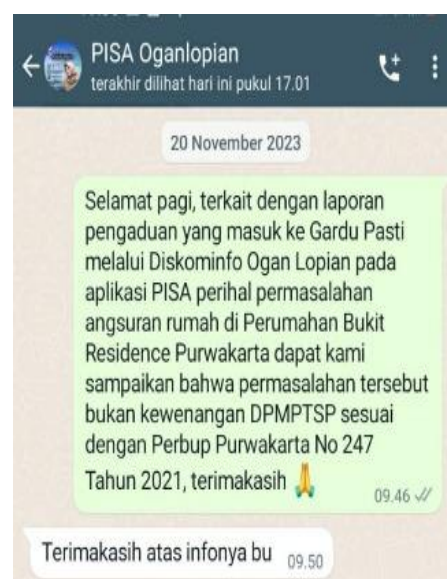 PISA Oganlopian
terakhir dilihat hari ini pukul 17.01
20 November 2023
Selamat pagi, terkait dengan laporan
pengaduan yang masuk ke Gardu Pasti
melalui Diskominfo Ogan Lopian pada
aplikasi PISA perihal permasalahan
angsuran rumah di Perumahan Bukit
Residence Purwakarta dapat kami
sampaikan bahwa permasalahan tersebut
bukan kewenangan DPMPTSP sesuai
dengan Perbup Purwakarta No 247
Tahun 2021, terimakasih 🙏
09.46
Terimakasih atas infonya bu
09.50